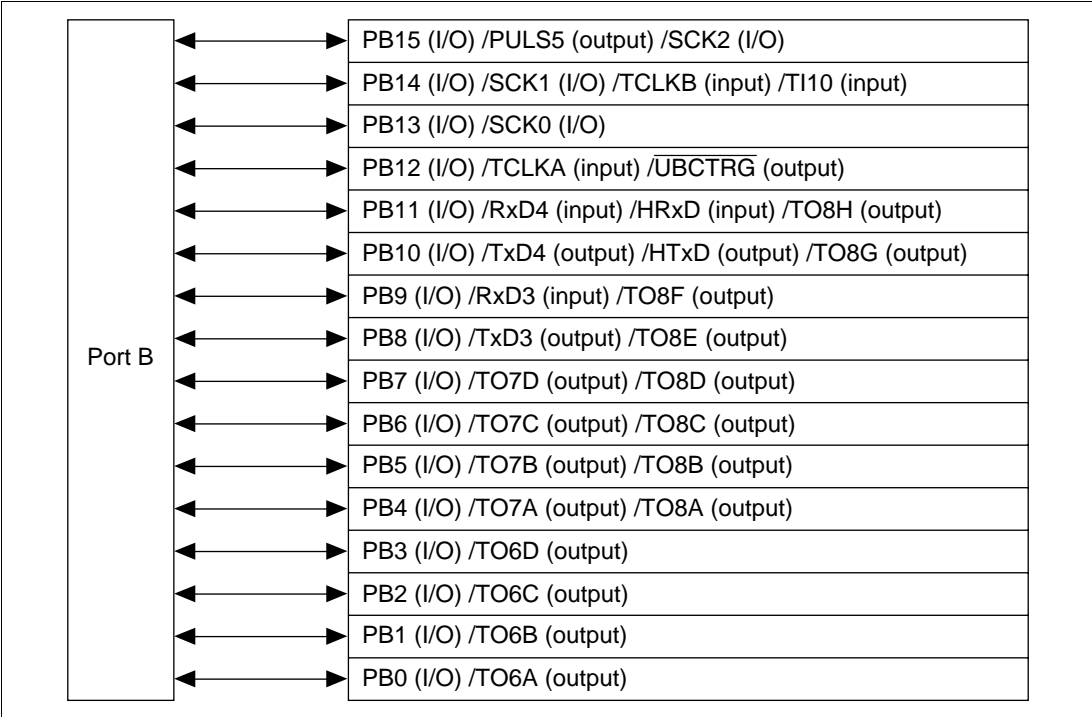 PB15 (I/O) /PULS5 (output) /SCK2 (I/O)
PB14 (I/O) /SCK1 (I/O) /TCLKB (input) /TI10 (input)
PB13 (I/O) /SCK0 (I/O)
PB12 (I/O) /TCLKA (input) /U̅B̅C̅T̅R̅G̅ (output)
PB11 (I/O) /RxD4 (input) /HRxD (input) /TO8H (output)
PB10 (I/O) /TxD4 (output) /HTxD (output) /TO8G (output)
PB9 (I/O) /RxD3 (input) /TO8F (output)
PB8 (I/O) /TxD3 (output) /TO8E (output)
Port B
PB7 (I/O) /TO7D (output) /TO8D (output)
PB6 (I/O) /TO7C (output) /TO8C (output)
PB5 (I/O) /TO7B (output) /TO8B (output)
PB4 (I/O) /TO7A (output) /TO8A (output)
PB3 (I/O) /TO6D (output)
PB2 (I/O) /TO6C (output)
PB1 (I/O) /TO6B (output)
PB0 (I/O) /TO6A (output)